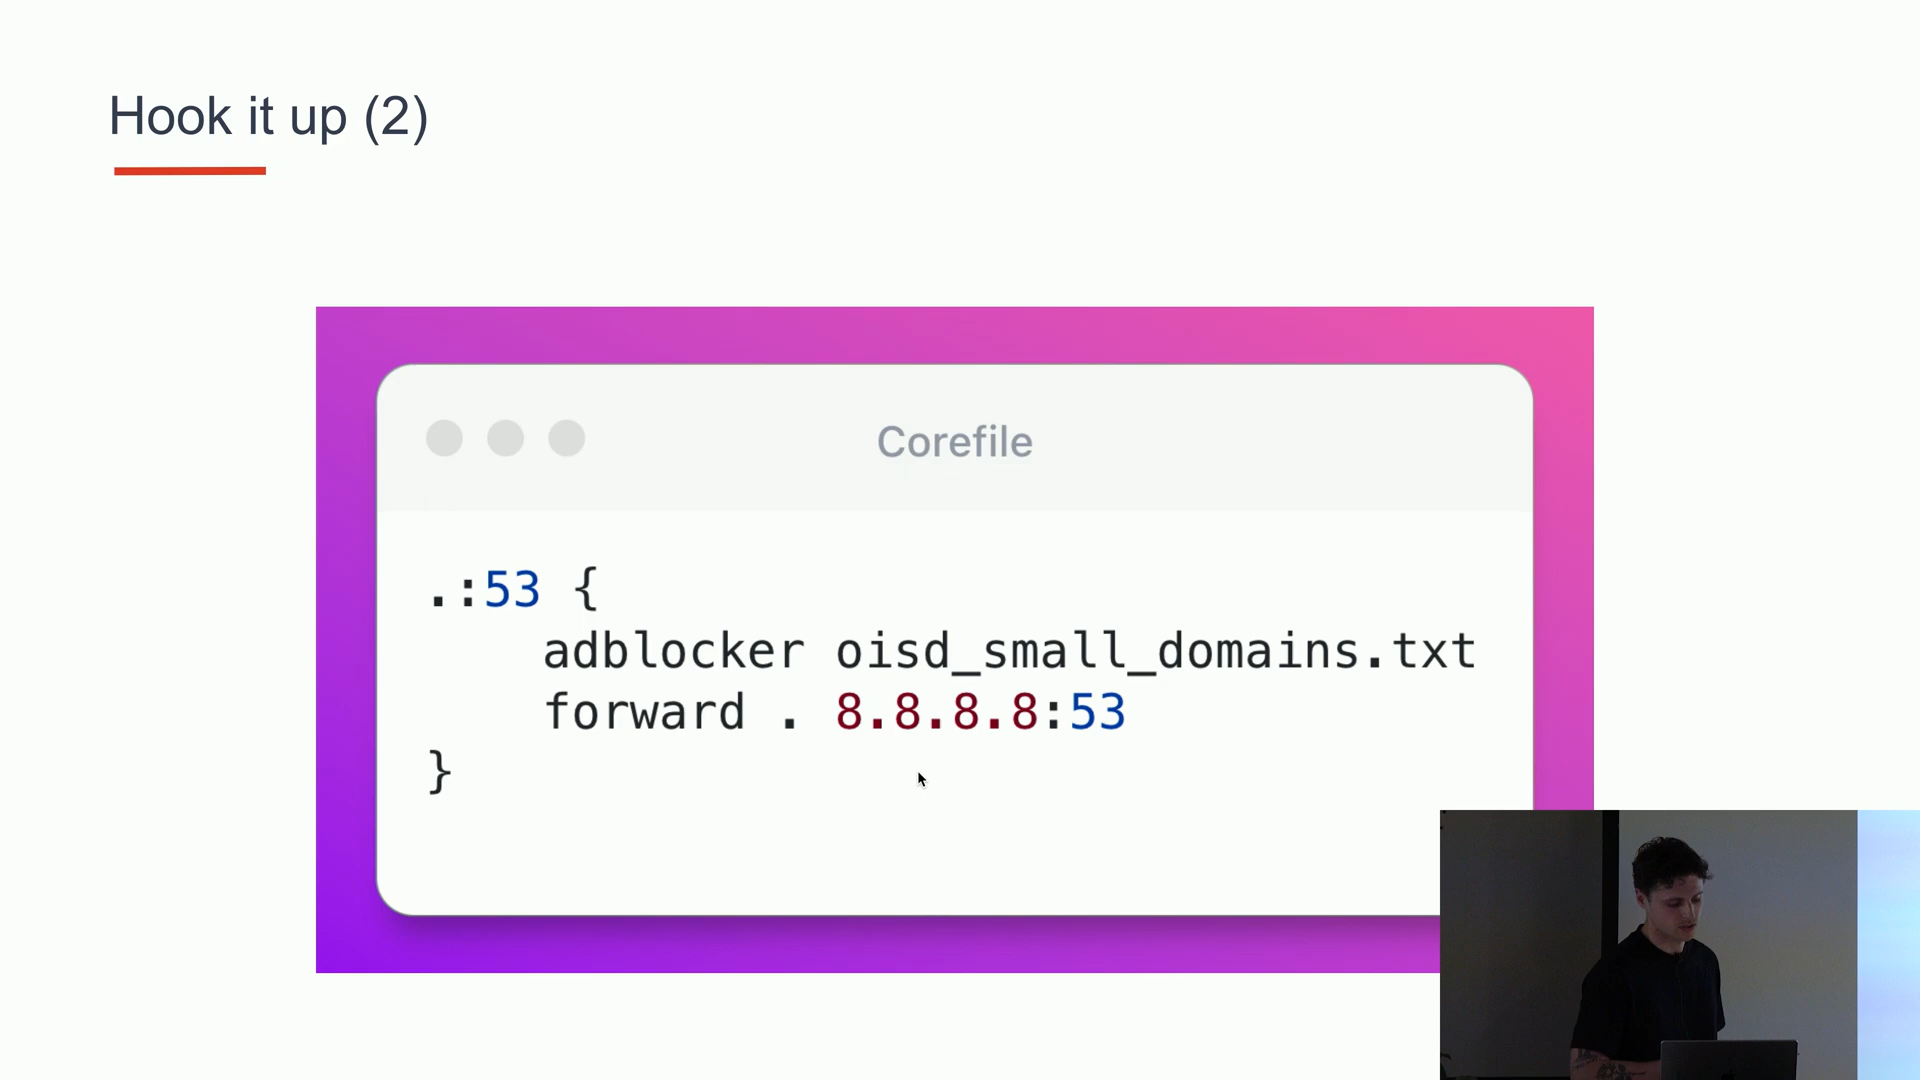 Hook it up (2)
Corefile
.:53 {
    adblocker oisd_small_domains.txt
    forward . 8.8.8.8:53
}